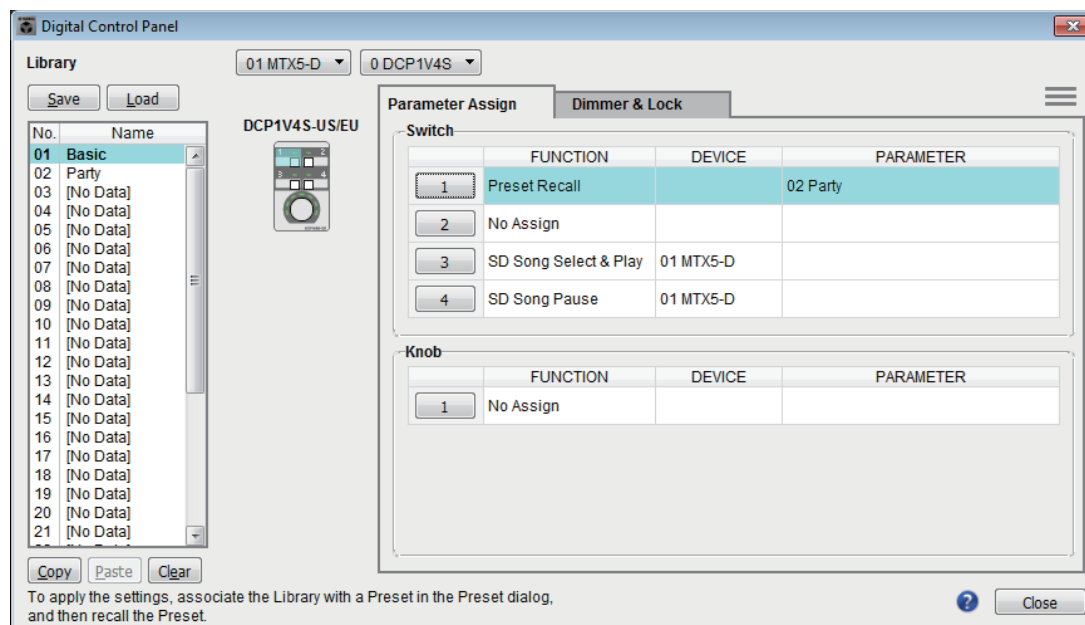 Digital Control Panel
Library
01 MTX5-D
0 DCP1V4S
Save
Load
No. Name
01 Basic
02 Party
03 [No Data]
04 [No Data]
05 [No Data]
06 [No Data]
07 [No Data]
08 [No Data]
09 [No Data]
10 [No Data]
11 [No Data]
12 [No Data]
13 [No Data]
14 [No Data]
15 [No Data]
16 [No Data]
17 [No Data]
18 [No Data]
19 [No Data]
20 [No Data]
21 [No Data]
Copy
Paste
Clear
DCP1V4S-US/EU
1 2
3 4
Parameter Assign
Dimmer & Lock
Switch
FUNCTION DEVICE PARAMETER
1 Preset Recall 02 Party
2 No Assign
3 SD Song Select & Play 01 MTX5-D
4 SD Song Pause 01 MTX5-D
Knob
FUNCTION DEVICE PARAMETER
1 No Assign
To apply the settings, associate the Library with a Preset in the Preset dialog,
and then recall the Preset.
?
Close